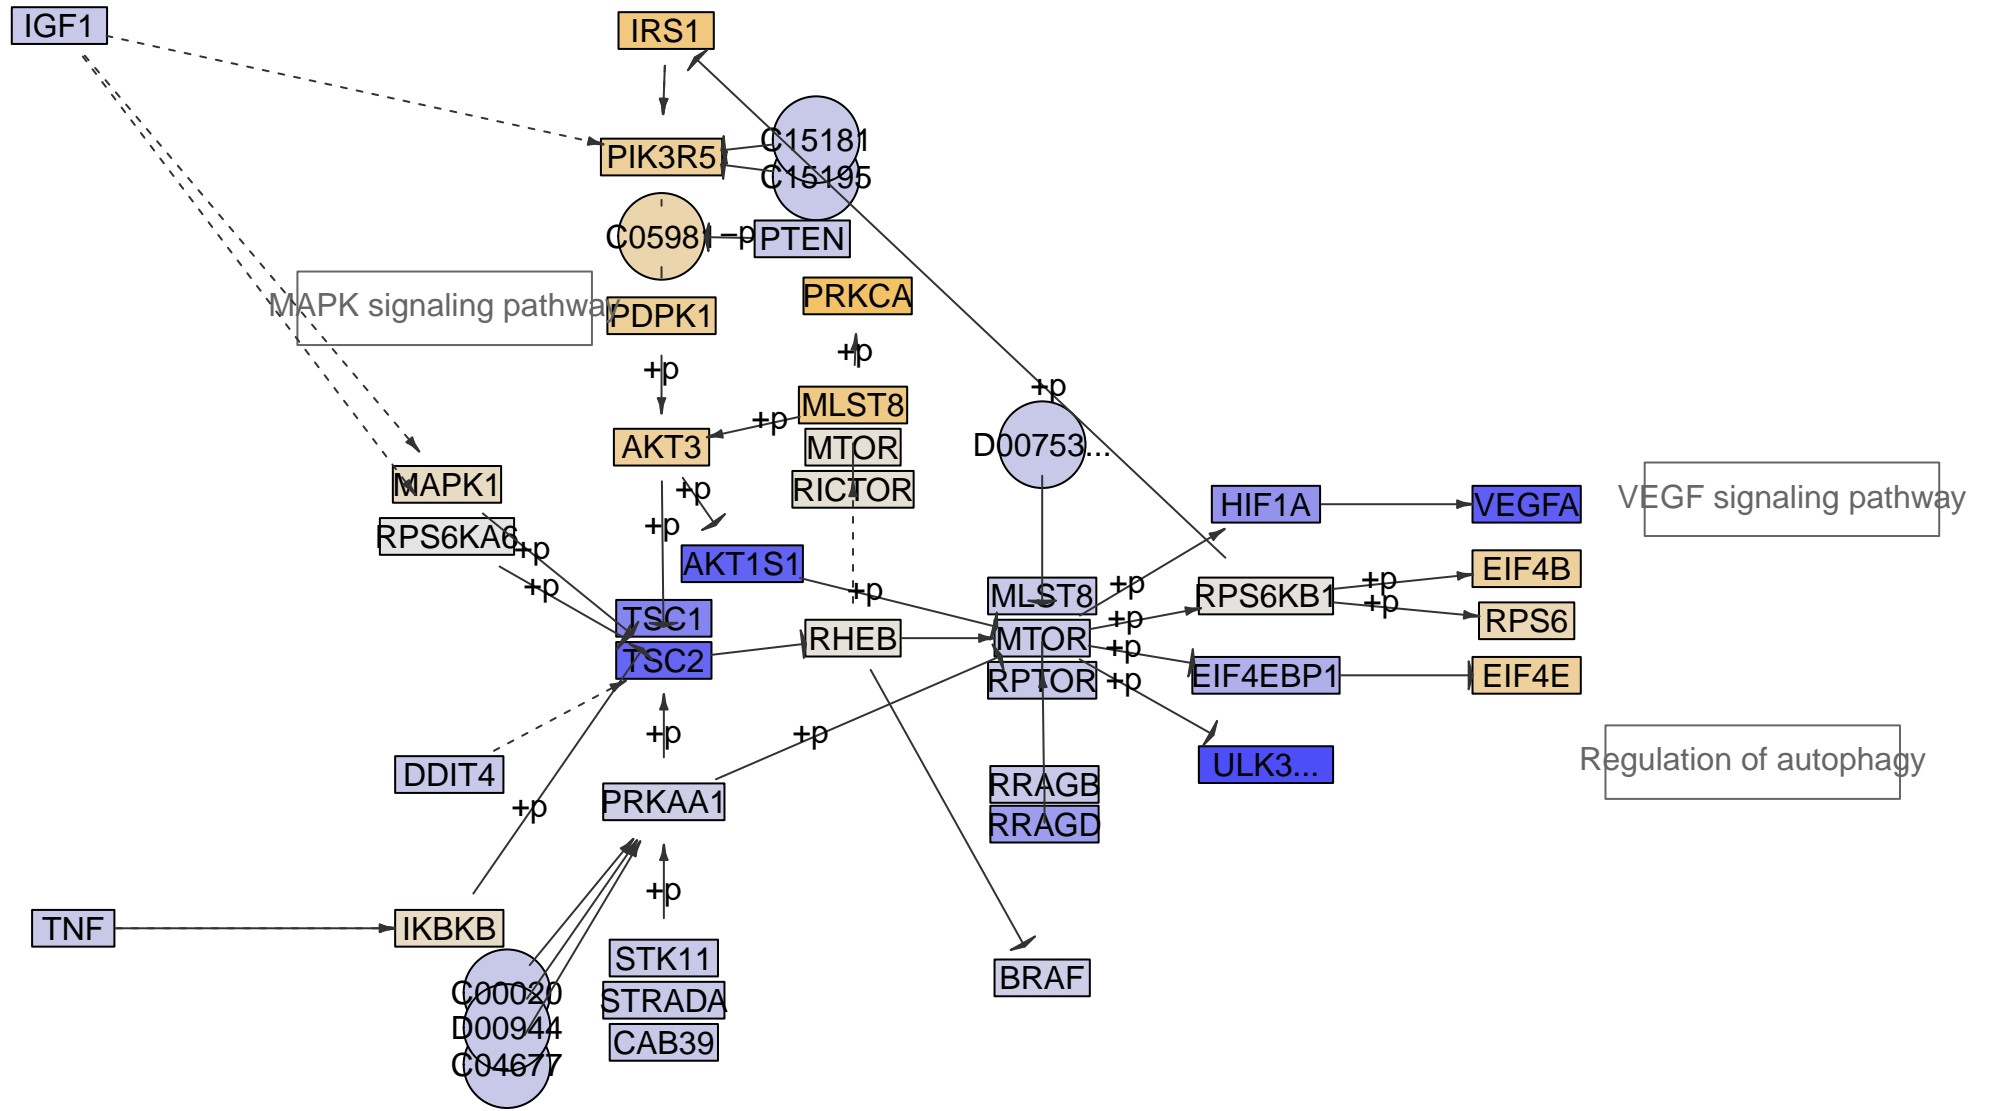 IGF1
IRS1
PIK3R5
C15181
C15195
C0598
−p
PTEN
PRKCA
MAPK signaling pathway
PDPK1
+p
+p
+p
MLST8
+p
AKT3
MTOR
D00753...
MAPK1
RICTOR
+p
HIF1A
VEGFA
VEGF signaling pathway
RPS6KA6
+p
+p
AKT1S1
EIF4B
+p
+p
+p
+p
MLST8
RPS6KB1
+p
TSC1
+p
RPS6
RHEB
MTOR
+p
TSC2
RPTOR
+p
EIF4EBP1
EIF4E
+p
+p
DDIT4
ULK3...
Regulation of autophagy
PRKAA1
RRAGB
+p
RRAGD
+p
TNF
IKBKB
STK11
BRAF
C00020
STRADA
D00944
CAB39
C04677